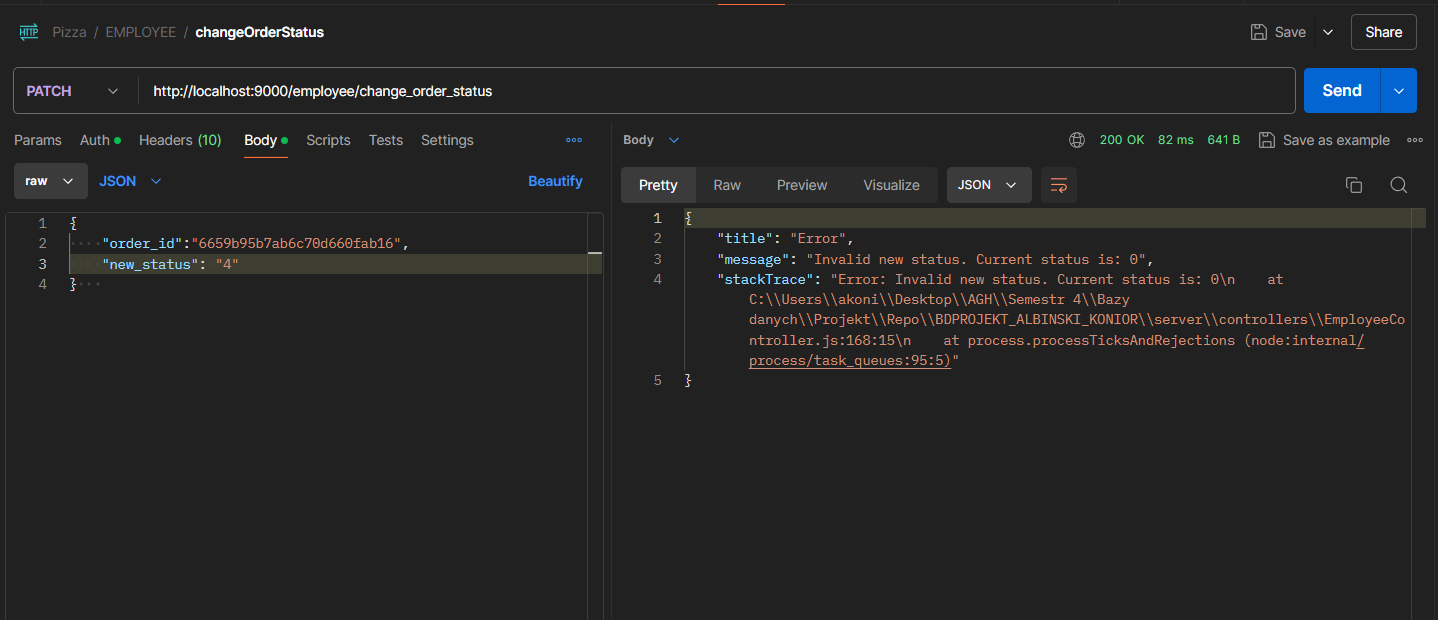 HTTP Pizza / EMPLOYEE / changeOrderStatus Save Share
PATCH http://localhost:9000/employee/change_order_status Send
Params Auth Headers (10) Body Scripts Tests Settings
raw JSON Beautify
1 {
2 "order_id":"6659b95b7ab6c70d660fab16",
3 "new_status": "4"
4 }
Body 200 OK 82 ms 641 B Save as example
Pretty Raw Preview Visualize JSON
1 {
2 "title": "Error",
3 "message": "Invalid new status. Current status is: 0",
4 "stackTrace": "Error: Invalid new status. Current status is: 0\n at
C:\\Users\\akoni\\Desktop\\AGH\\Semestr 4\\Bazy
danych\\Projekt\\Repo\\BDPROJEKT_ALBINSKI_KONIOR\\server\\controllers\\EmployeeCo
ntroller.js:168:15\n at process.processTicksAndRejections (node:internal/
process/task_queues:95:5)"
5 }